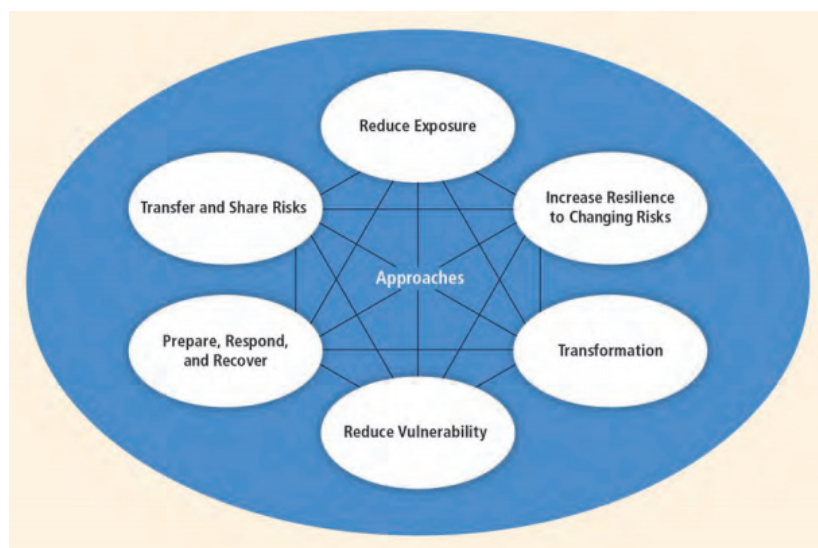 Reduce Exposure
Transfer and Share Risks
Increase Resilience
to Changing Risks
Approaches
Prepare, Respond,
and Recover
Transformation
Reduce Vulnerability